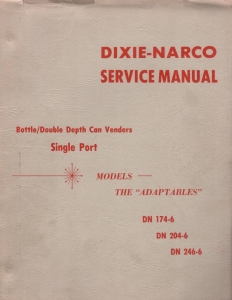 DIXIE-NARCO
SERVICE MANUAL
Bottle/Double Depth Can Venders
Single Port
MODELS
THE "ADAPTABLES"
DN 174-6
DN 204-6
DN 246-6